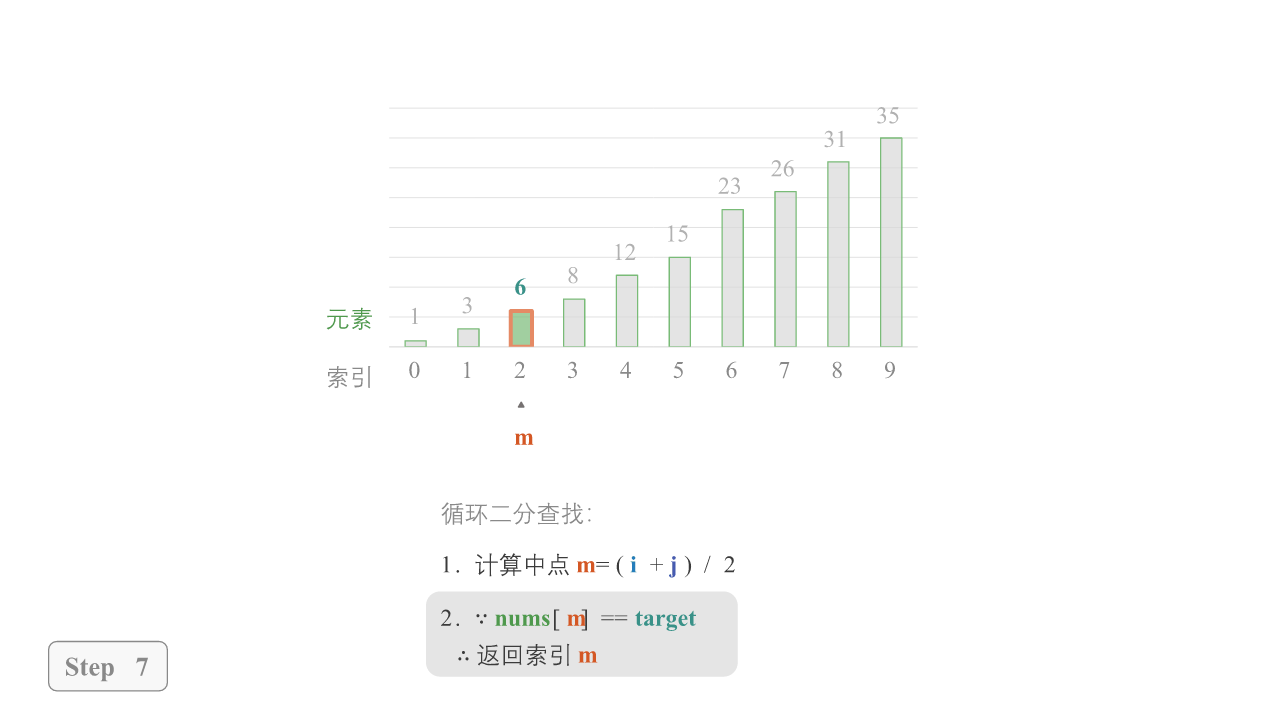 35
31
26
23
15
12
8
6
3
1
元素
索引 0 1 2 3 4 5 6 7 8 9
m
循环二分查找：
1. 计算中点 m= ( i + j ) / 2
2. ∵ nums[ m] == target
∴ 返回索引 m
Step 7